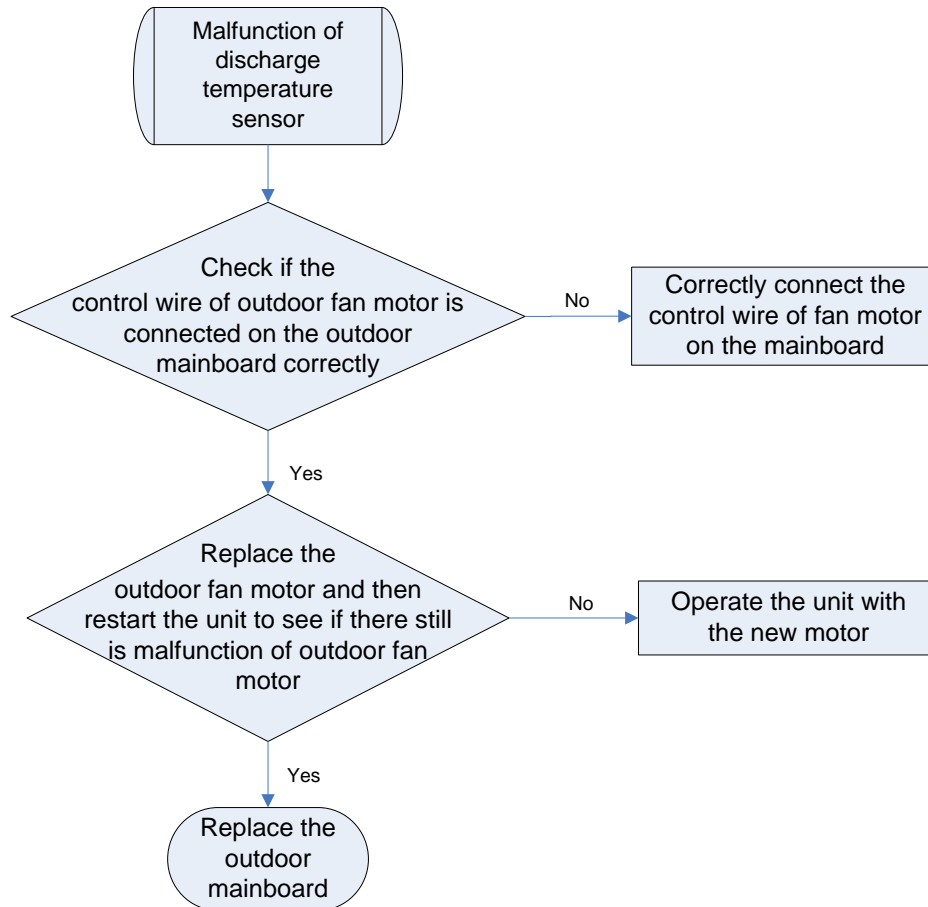 Malfunction of
discharge
temperature
sensor
Check if the
control wire of outdoor fan motor is
connected on the outdoor
mainboard correctly
No
Correctly connect the
control wire of fan motor
on the mainboard
Yes
Replace the
outdoor fan motor and then
restart the unit to see if there still
is malfunction of outdoor fan
motor
No
Operate the unit with
the new motor
Yes
Replace the
outdoor
mainboard